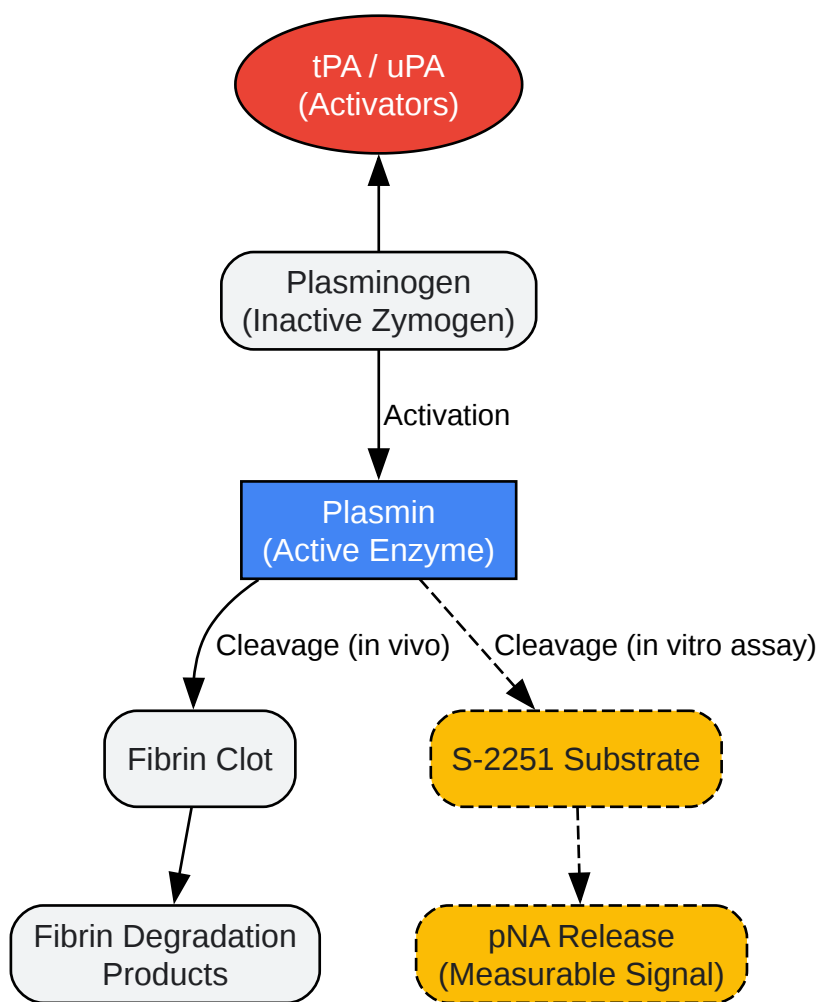 tPA / uPA
(Activators)
Plasminogen
(Inactive Zymogen)
Activation
Plasmin
(Active Enzyme)
Cleavage (in vivo)
Cleavage (in vitro assay)
Fibrin Clot
S-2251 Substrate
Fibrin Degradation
Products
pNA Release
(Measurable Signal)